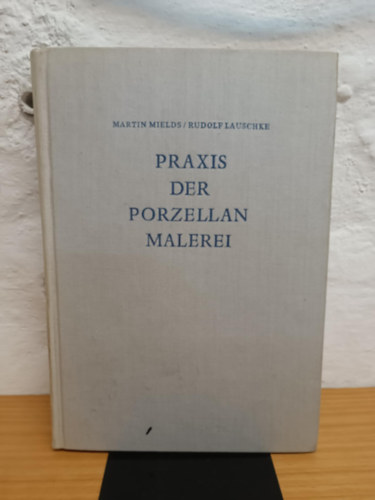 MARTIN MIELDS/RUDOLF LAUSCHKE
PRAXIS
DER
PORZELLAN
MALEREI